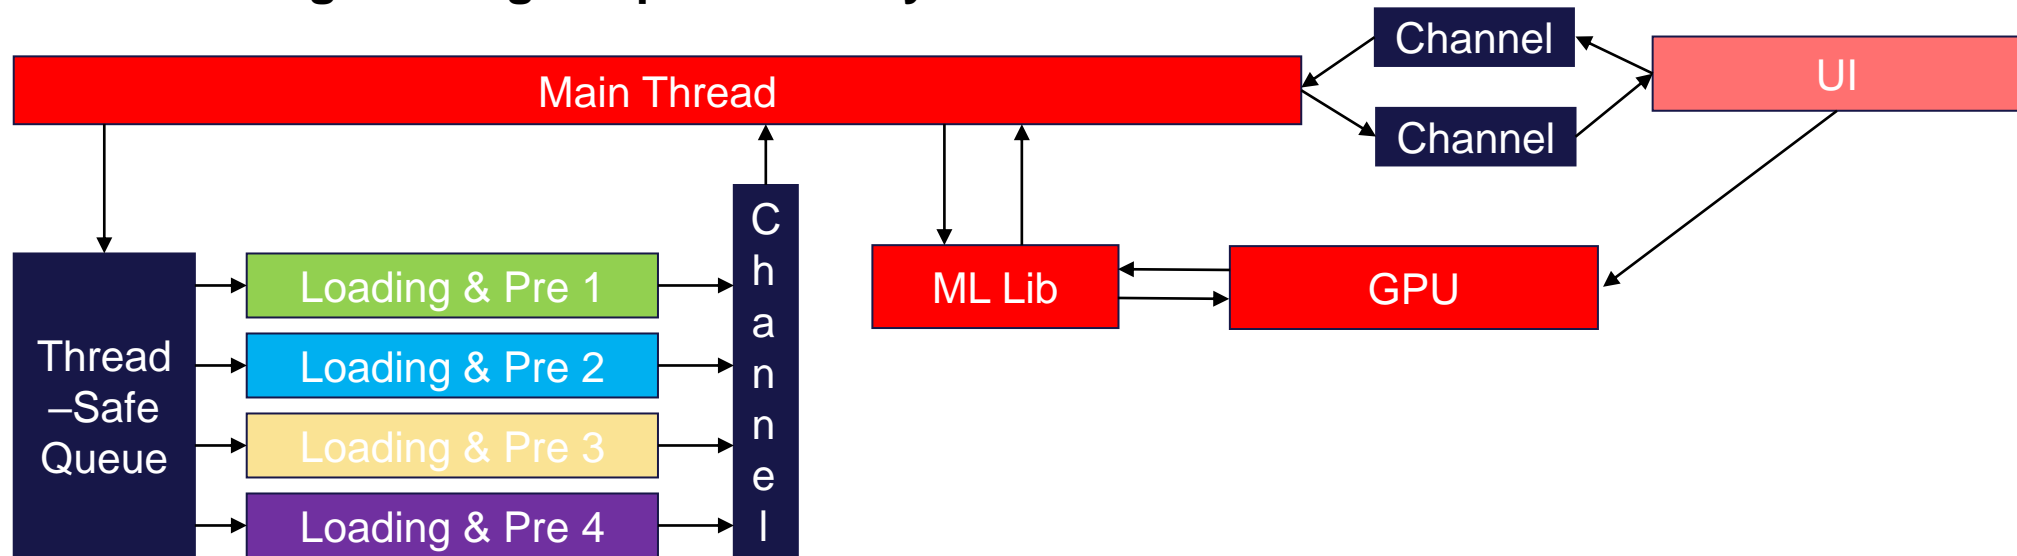 Channel
Main Thread
UI
Channel
Thread
–Safe
Queue
Loading & Pre 1
Loading & Pre 2
Loading & Pre 3
Loading & Pre 4
C
h
a
n
n
e
l
ML Lib
GPU